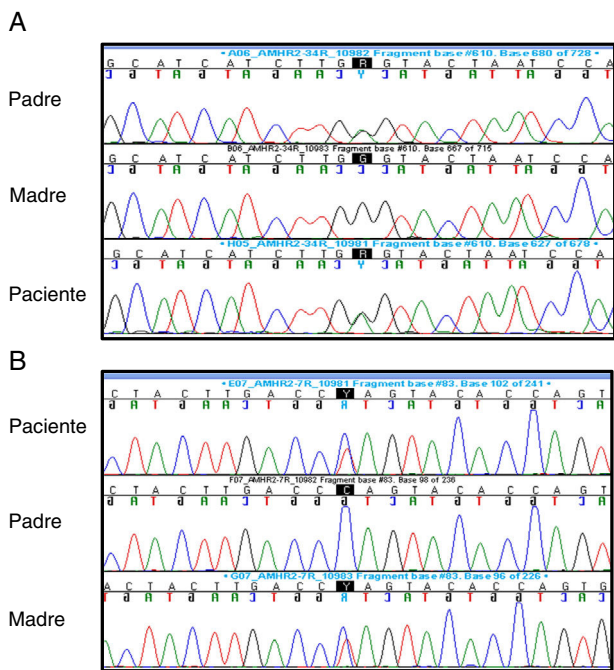 A
• A06_AMHR2-34R_10982 Fragment base #610. Base 680 of 728 •
G C A T C A T C T T G R G T A C T A A T C C A
C G T A G T A G A A C Y C A T G A T T A G G T
Padre
B06_AMHR2-34R_10983 Fragment base #610. Base 667 of 715
G C A T C A T C T T G G G T A C T A A T C C A
C G T A G T A G A A C C C A T G A T T A G G T
Madre
• H05_AMHR2-34R_10981 Fragment base #610. Base 627 of 678 •
G C A T C A T C T T G R G T A C T A A T C C A
C G T A G T A G A A C Y C A T G A T T A G G T
Paciente
B
• E07_AMHR2-7R_10981 Fragment base #83. Base 102 of 241 •
C T A C T T G A C C Y A G T A C A C C A G T
G A T G A A C T G G R T C A T G T G G T C A
Paciente
F07_AMHR2-7R_10982 Fragment base #83. Base 98 of 236
C T A C T T G A C C C A G T A C A C C A G T
G A T G A A C T G G G T C A T G T G G T C A
Padre
• G07_AMHR2-7R_10983 Fragment base #83. Base 96 of 226 •
A C T A C T T G A C C Y A G T A C A C C A G T G
T G A T G A A C T G G R T C A T G T G G T C A C
Madre